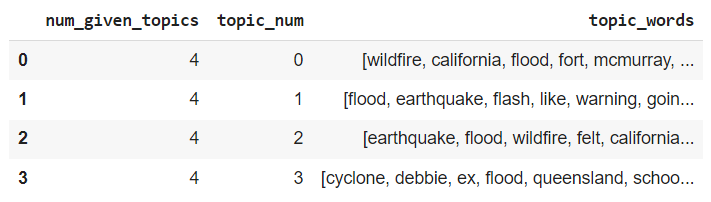 num_given_topics topic_num topic_words
0 4 0 [wildfire, california, flood, fort, mcmurray, ...
1 4 1 [flood, earthquake, flash, like, warning, goin...
2 4 2 [earthquake, flood, wildfire, felt, california...
3 4 3 [cyclone, debbie, ex, flood, queensland, schoo...